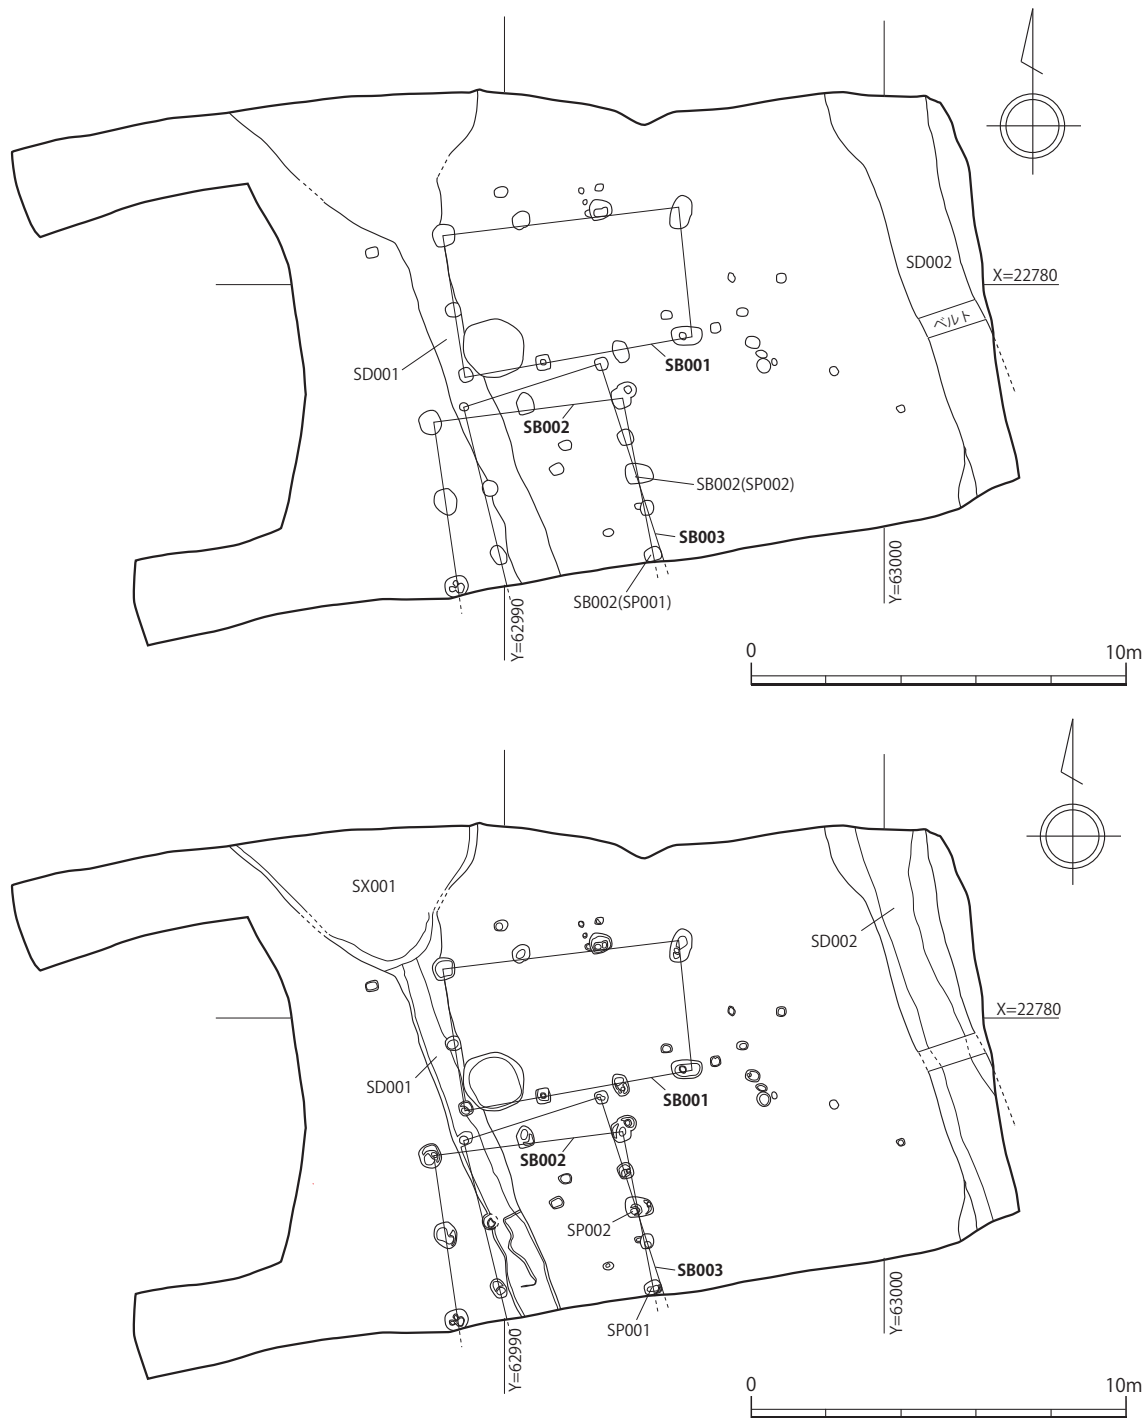 SD002
X=22780
ベルト
SD001
SB001
SB002
SB002(SP002)
SB003
SB002(SP001)
Y=62990
Y=63000
0 10m
SX001
SD002
X=22780
SD001
SB001
SB002
SP002
SB003
SP001
Y=62990
Y=63000
0 10m